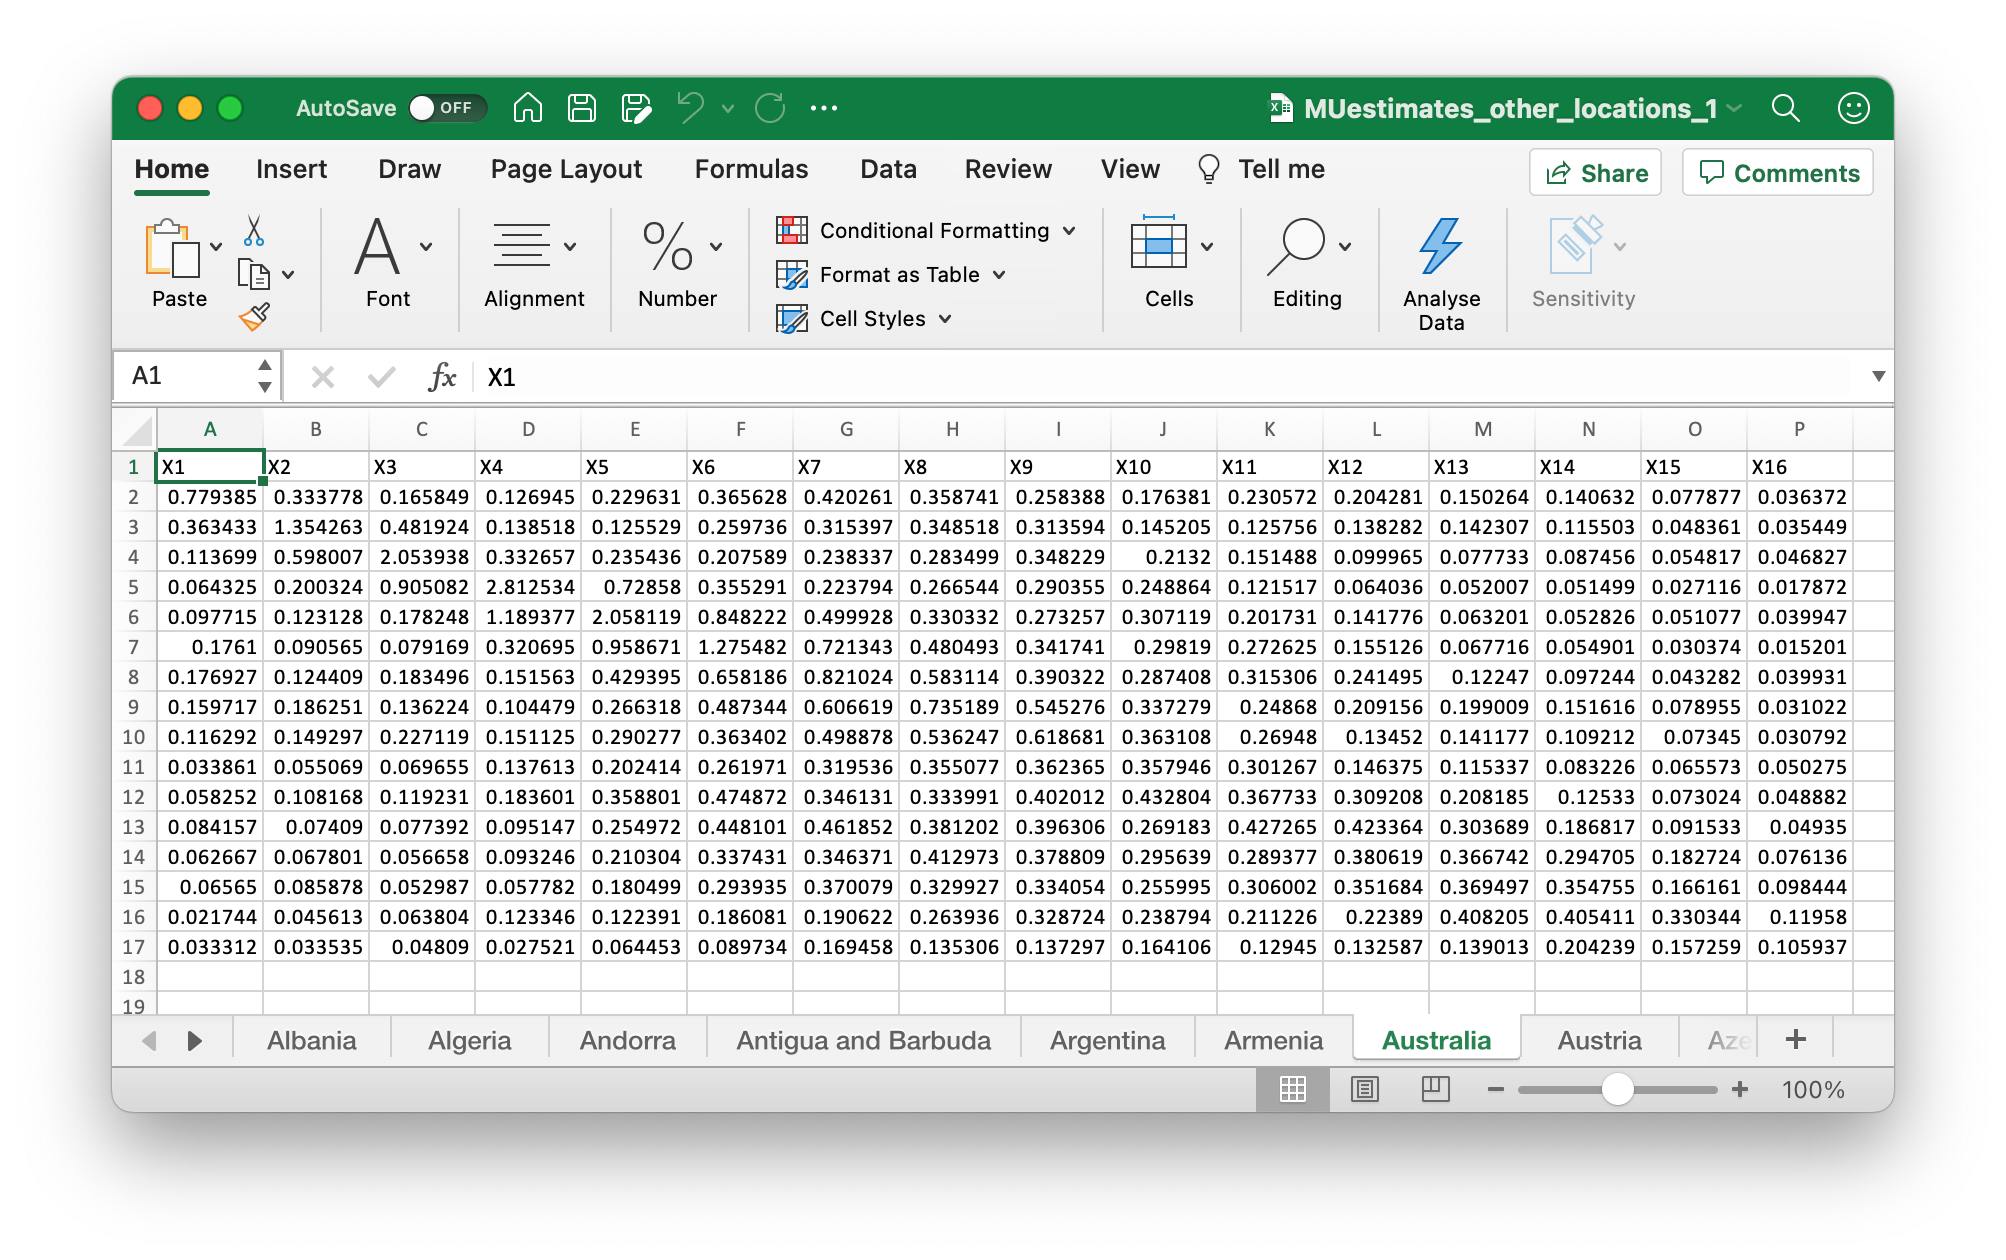 AutoSave OFF MUestimates_other_locations_1
Home Insert Draw Page Layout Formulas Data Review View Tell me Share Comments
Paste Font Alignment Number Conditional Formatting Format as Table Cell Styles Cells Editing Analyse Data Sensitivity
A1 fx X1
A B C D E F G H I J K L M N O P
1 X1 X2 X3 X4 X5 X6 X7 X8 X9 X10 X11 X12 X13 X14 X15 X16
2 0.779385 0.333778 0.165849 0.126945 0.229631 0.365628 0.420261 0.358741 0.258388 0.176381 0.230572 0.204281 0.150264 0.140632 0.077877 0.036372
3 0.363433 1.354263 0.481924 0.138518 0.125529 0.259736 0.315397 0.348518 0.313594 0.145205 0.125756 0.138282 0.142307 0.115503 0.048361 0.035449
4 0.113699 0.598007 2.053938 0.332657 0.235436 0.207589 0.238337 0.283499 0.348229 0.2132 0.151488 0.099965 0.077733 0.087456 0.054817 0.046827
5 0.064325 0.200324 0.905082 2.812534 0.72858 0.355291 0.223794 0.266544 0.290355 0.248864 0.121517 0.064036 0.052007 0.051499 0.027116 0.017872
6 0.097715 0.123128 0.178248 1.189377 2.058119 0.848222 0.499928 0.330332 0.273257 0.307119 0.201731 0.141776 0.063201 0.052826 0.051077 0.039947
7 0.1761 0.090565 0.079169 0.320695 0.958671 1.275482 0.721343 0.480493 0.341741 0.29819 0.272625 0.155126 0.067716 0.054901 0.030374 0.015201
8 0.176927 0.124409 0.183496 0.151563 0.429395 0.658186 0.821024 0.583114 0.390322 0.287408 0.315306 0.241495 0.12247 0.097244 0.043282 0.039931
9 0.159717 0.186251 0.136224 0.104479 0.266318 0.487344 0.606619 0.735189 0.545276 0.337279 0.24868 0.209156 0.199009 0.151616 0.078955 0.031022
10 0.116292 0.149297 0.227119 0.151125 0.290277 0.363402 0.498878 0.536247 0.618681 0.363108 0.26948 0.13452 0.141177 0.109212 0.07345 0.030792
11 0.033861 0.055069 0.069655 0.137613 0.202414 0.261971 0.319536 0.355077 0.362365 0.357946 0.301267 0.146375 0.115337 0.083226 0.065573 0.050275
12 0.058252 0.108168 0.119231 0.183601 0.358801 0.474872 0.346131 0.333991 0.402012 0.432804 0.367733 0.309208 0.208185 0.12533 0.073024 0.048882
13 0.084157 0.07409 0.077392 0.095147 0.254972 0.448101 0.461852 0.381202 0.396306 0.269183 0.427265 0.423364 0.303689 0.186817 0.091533 0.04935
14 0.062667 0.067801 0.056658 0.093246 0.210304 0.337431 0.346371 0.412973 0.378809 0.295639 0.289377 0.380619 0.366742 0.294705 0.182724 0.076136
15 0.06565 0.085878 0.052987 0.057782 0.180499 0.293935 0.370079 0.329927 0.334054 0.255995 0.306002 0.351684 0.369497 0.354755 0.166161 0.098444
16 0.021744 0.045613 0.063804 0.123346 0.122391 0.186081 0.190622 0.263936 0.328724 0.238794 0.211226 0.22389 0.408205 0.405411 0.330344 0.11958
17 0.033312 0.033535 0.04809 0.027521 0.064453 0.089734 0.169458 0.135306 0.137297 0.164106 0.12945 0.132587 0.139013 0.204239 0.157259 0.105937
18
19
Albania Algeria Andorra Antigua and Barbuda Argentina Armenia Australia Austria Aze
100%